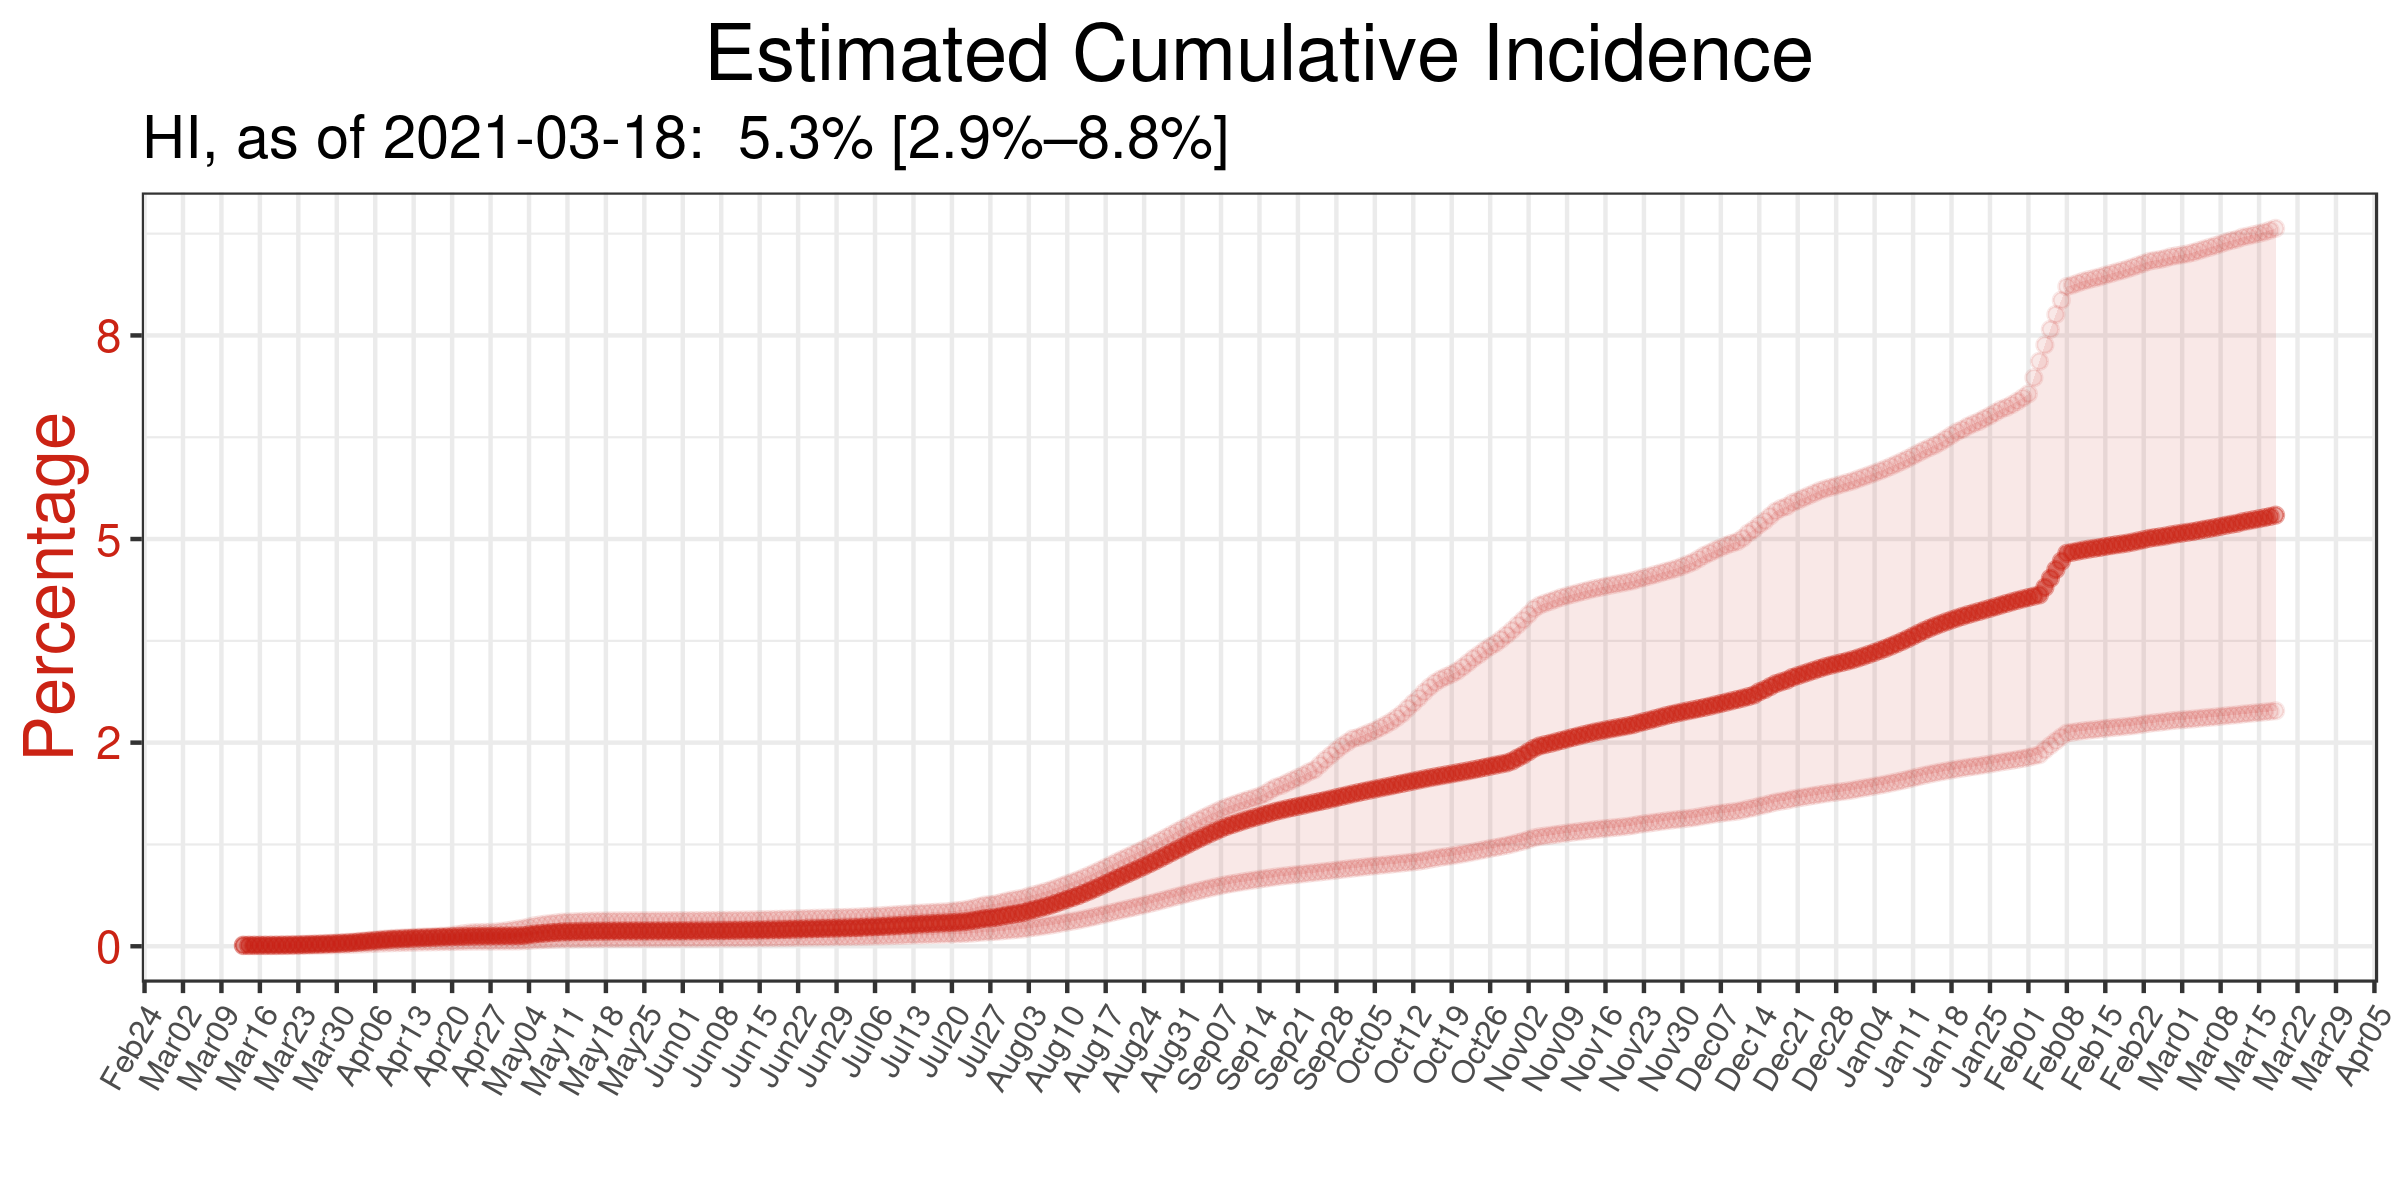 Estimated Cumulative Incidence
HI, as of 2021-03-18:  5.3% [2.9%–8.8%]
Percentage
8
5
2
0
Feb24
Mar02
Mar09
Mar16
Mar23
Mar30
Apr06
Apr13
Apr20
Apr27
May04
May11
May18
May25
Jun01
Jun08
Jun15
Jun22
Jun29
Jul06
Jul13
Jul20
Jul27
Aug03
Aug10
Aug17
Aug24
Aug31
Sep07
Sep14
Sep21
Sep28
Oct05
Oct12
Oct19
Oct26
Nov02
Nov09
Nov16
Nov23
Nov30
Dec07
Dec14
Dec21
Dec28
Jan04
Jan11
Jan18
Jan25
Feb01
Feb08
Feb15
Feb22
Mar01
Mar08
Mar15
Mar22
Mar29
Apr05